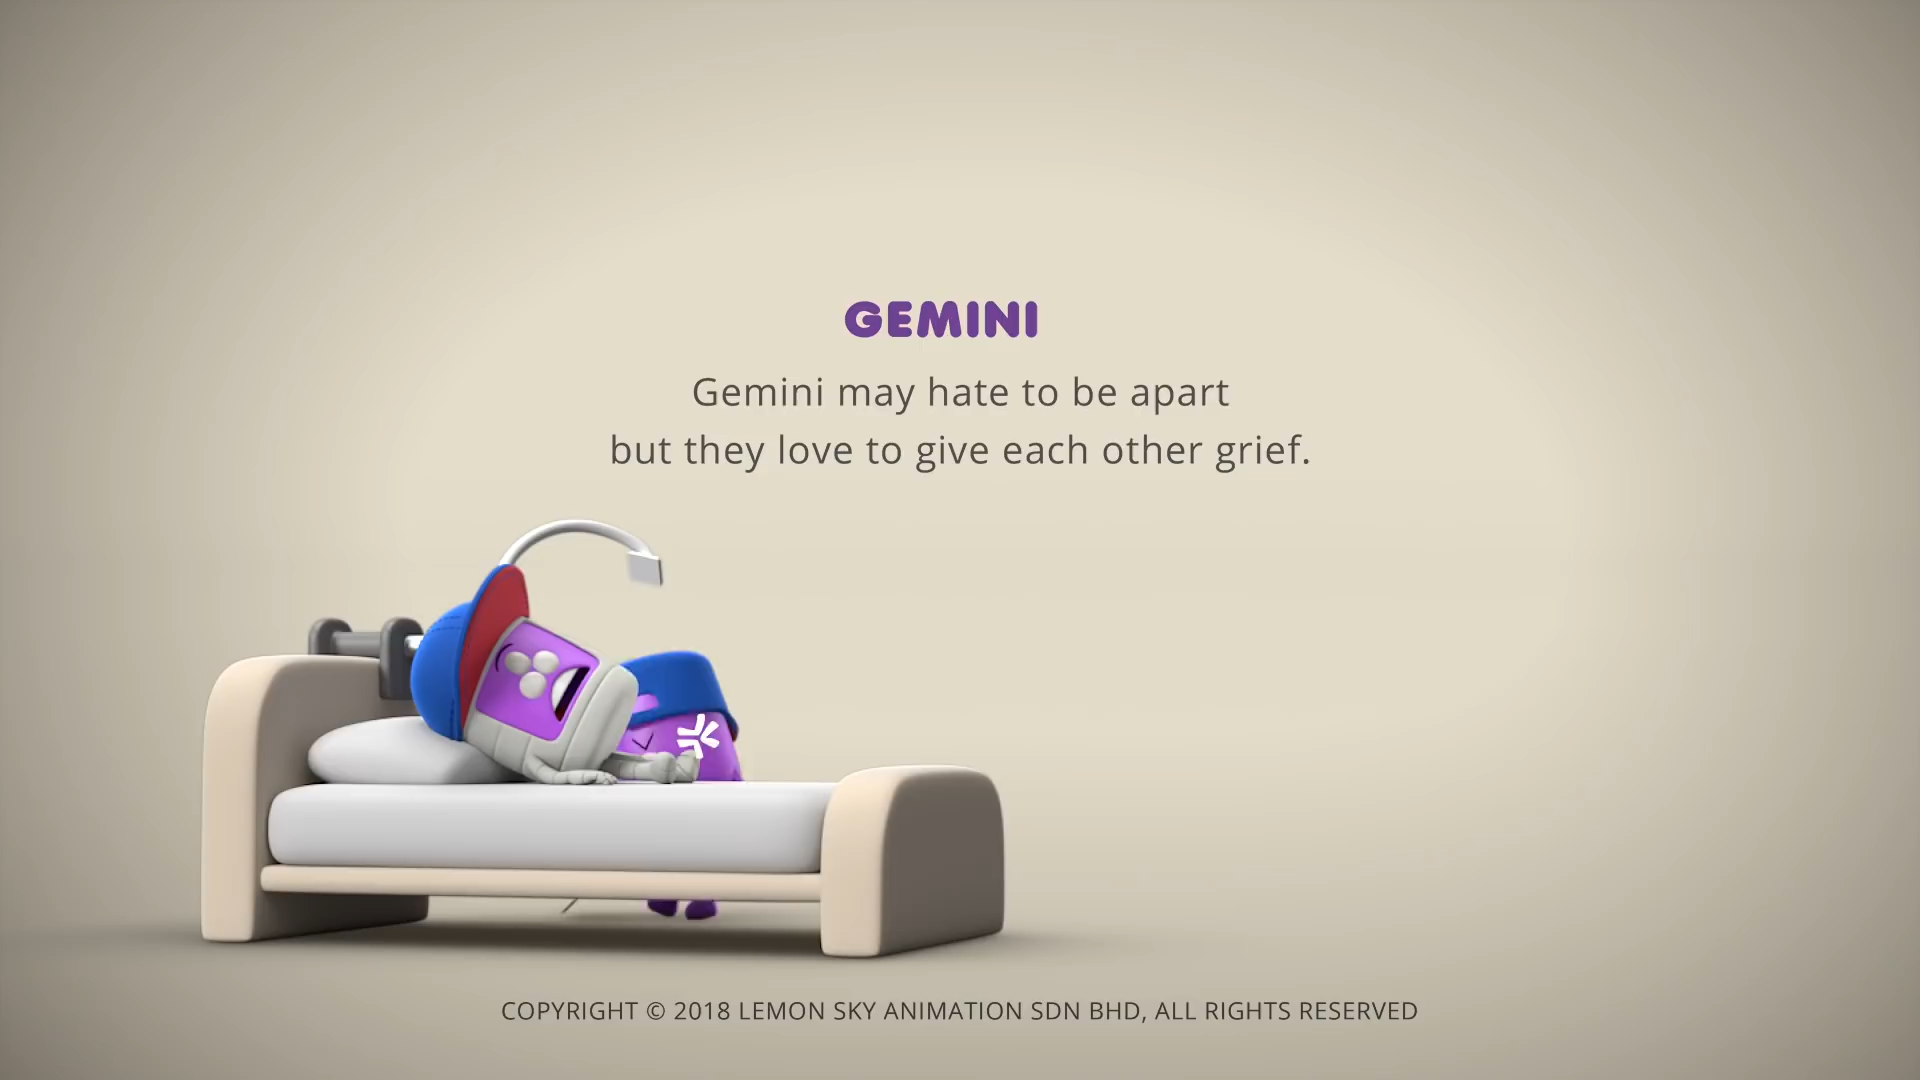 GEMINI
Gemini may hate to be apart
but they love to give each other grief.
COPYRIGHT © 2018 LEMON SKY ANIMATION SDN BHD, ALL RIGHTS RESERVED